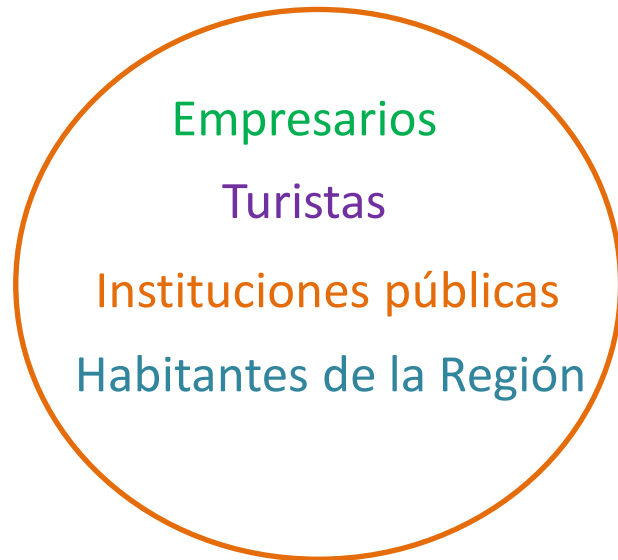 Empresarios
Turistas
Instituciones públicas
Habitantes de la Región